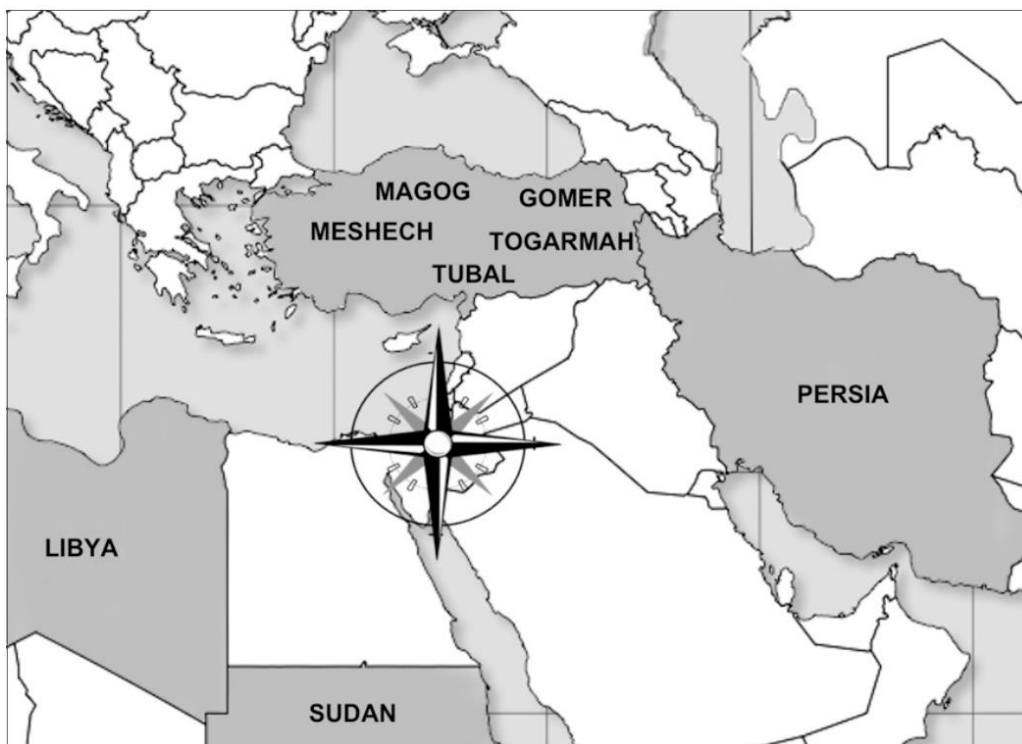 MAGOG
GOMER
MESHECH
TOGARMAH
TUBAL
PERSIA
LIBYA
SUDAN